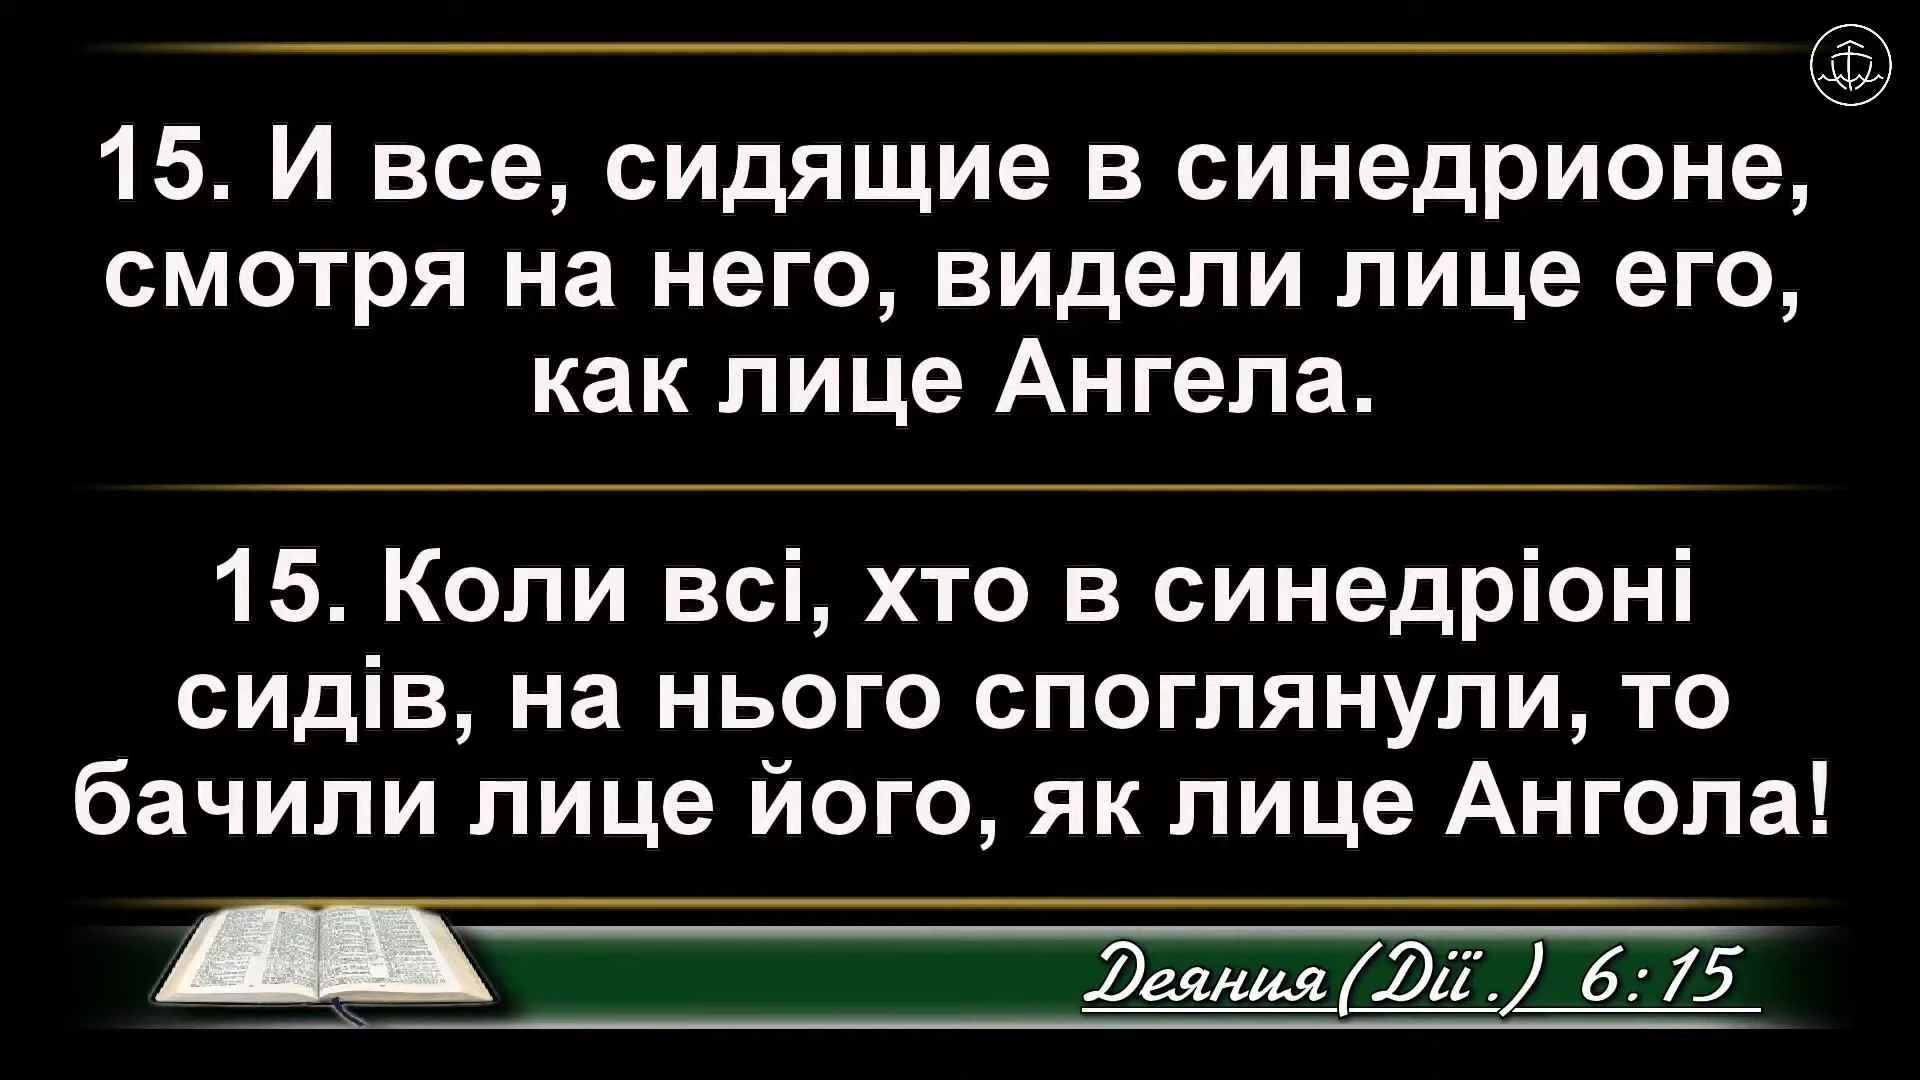 15. И все, сидящие в синедрионе,
смотря на него, видели лице его,
как лице Ангела.
15. Коли всі, хто в синедріоні
сидів, на нього споглянули, то
бачили лице його, як лице Ангола!
Деяния(Дії.) 6:15